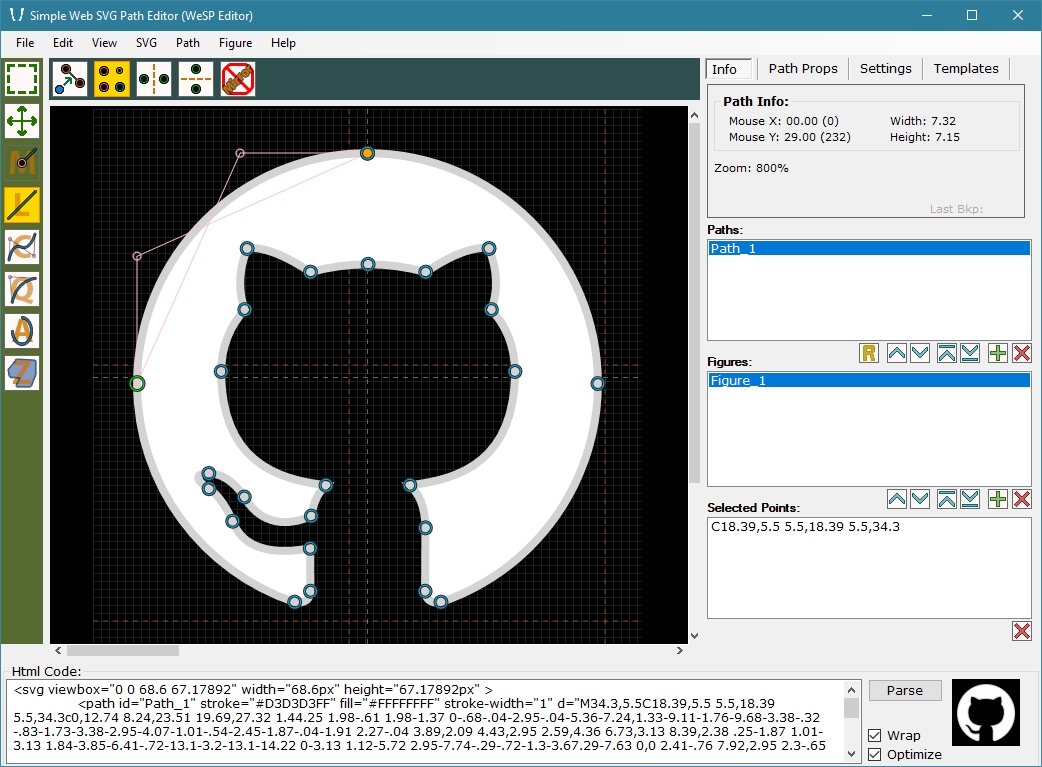 Simple Web SVG Path Editor (WeSP Editor)
File Edit View SVG Path Figure Help
Info Path Props Settings Templates
Path Info:
Mouse X: 00.00 (0) Width: 7.32
Mouse Y: 29.00 (232) Height: 7.15
Zoom: 800%
Last Bkp:
Paths:
Path_1
R
Figures:
Figure_1
Selected Points:
C18.39,5.5 5.5,18.39 5.5,34.3
M
L
C
Q
A
Z
Html Code:
<svg viewbox="0 0 68.6 67.17892" width="68.6px" height="67.17892px" >
<path id="Path_1" stroke="#D3D3D3FF" fill="#FFFFFFFF" stroke-width="1" d="M34.3,5.5C18.39,5.5 5.5,18.39
5.5,34.3c0,12.74 8.24,23.51 19.69,27.32 1.44.25 1.98-.61 1.98-1.37 0-.68-.04-2.95-.04-5.36-7.24,1.33-9.11-1.76-9.68-3.38-.32
-.83-1.73-3.38-2.95-4.07-1.01-.54-2.45-1.87-.04-1.91 2.27-.04 3.89,2.09 4.43,2.95 2.59,4.36 6.73,3.13 8.39,2.38 .25-1.87 1.01-
3.13 1.84-3.85-6.41-.72-13.1-3.2-13.1-14.22 0-3.13 1.12-5.72 2.95-7.74-.29-.72-1.3-3.67.29-7.63 0,0 2.41-.76 7.92,2.95 2.3-.65
Parse
Wrap
Optimize